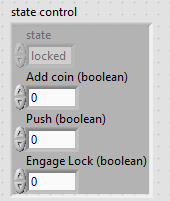 state control
state
locked
Add coin (boolean)
0
Push (boolean)
0
Engage Lock (boolean)
0